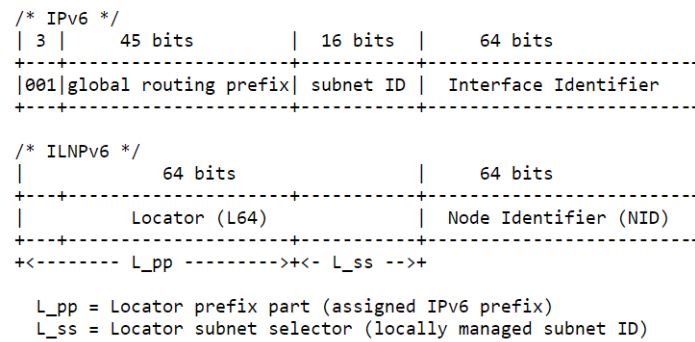 /* IPv6 */
| 3 |     45 bits         |  16 bits  |       64 bits
+---+---------------------+-----------+-------------------------
|001|global routing prefix| subnet ID |  Interface Identifier
+---+---------------------+-----------+-------------------------
/* ILNPv6 */
|             64 bits                 |       64 bits
+---+---------------------+-----------+-------------------------
|          Locator (L64)              |  Node Identifier (NID)
+---+---------------------+-----------+-------------------------
+<-------- L_pp --------->+<- L_ss -->+
L_pp = Locator prefix part (assigned IPv6 prefix)
L_ss = Locator subnet selector (locally managed subnet ID)